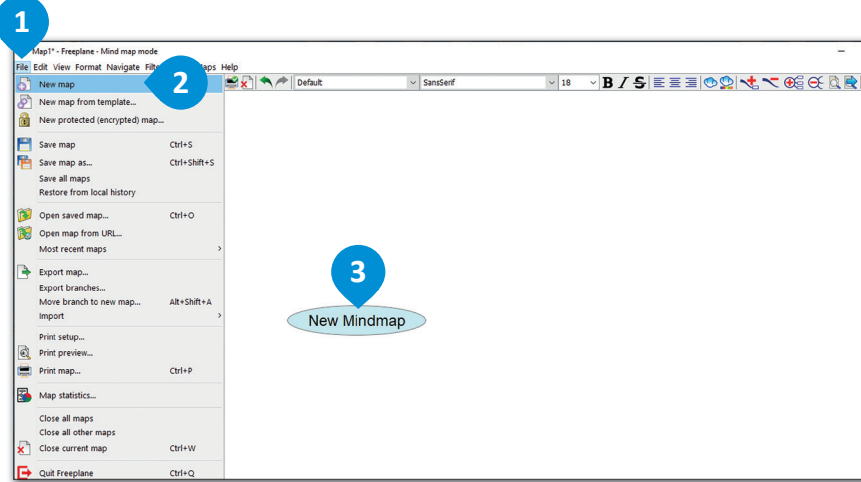 1
Map1* - Freeplane - Mind map mode
File Edit View Format Navigate Filte aps Help
2
Default SansSerif 18 B I S
New map
New map from template...
New protected (encrypted) map...
Save map Ctrl+S
Save map as... Ctrl+Shift+S
Save all maps
Restore from local history
Open saved map... Ctrl+O
Open map from URL...
Most recent maps
Export map...
Export branches...
Move branch to new map... Alt+Shift+A
Import
3
New Mindmap
Print setup...
Print preview...
Print map... Ctrl+P
Map statistics...
Close all maps
Close all other maps
Close current map Ctrl+W
Quit Freeplane Ctrl+Q